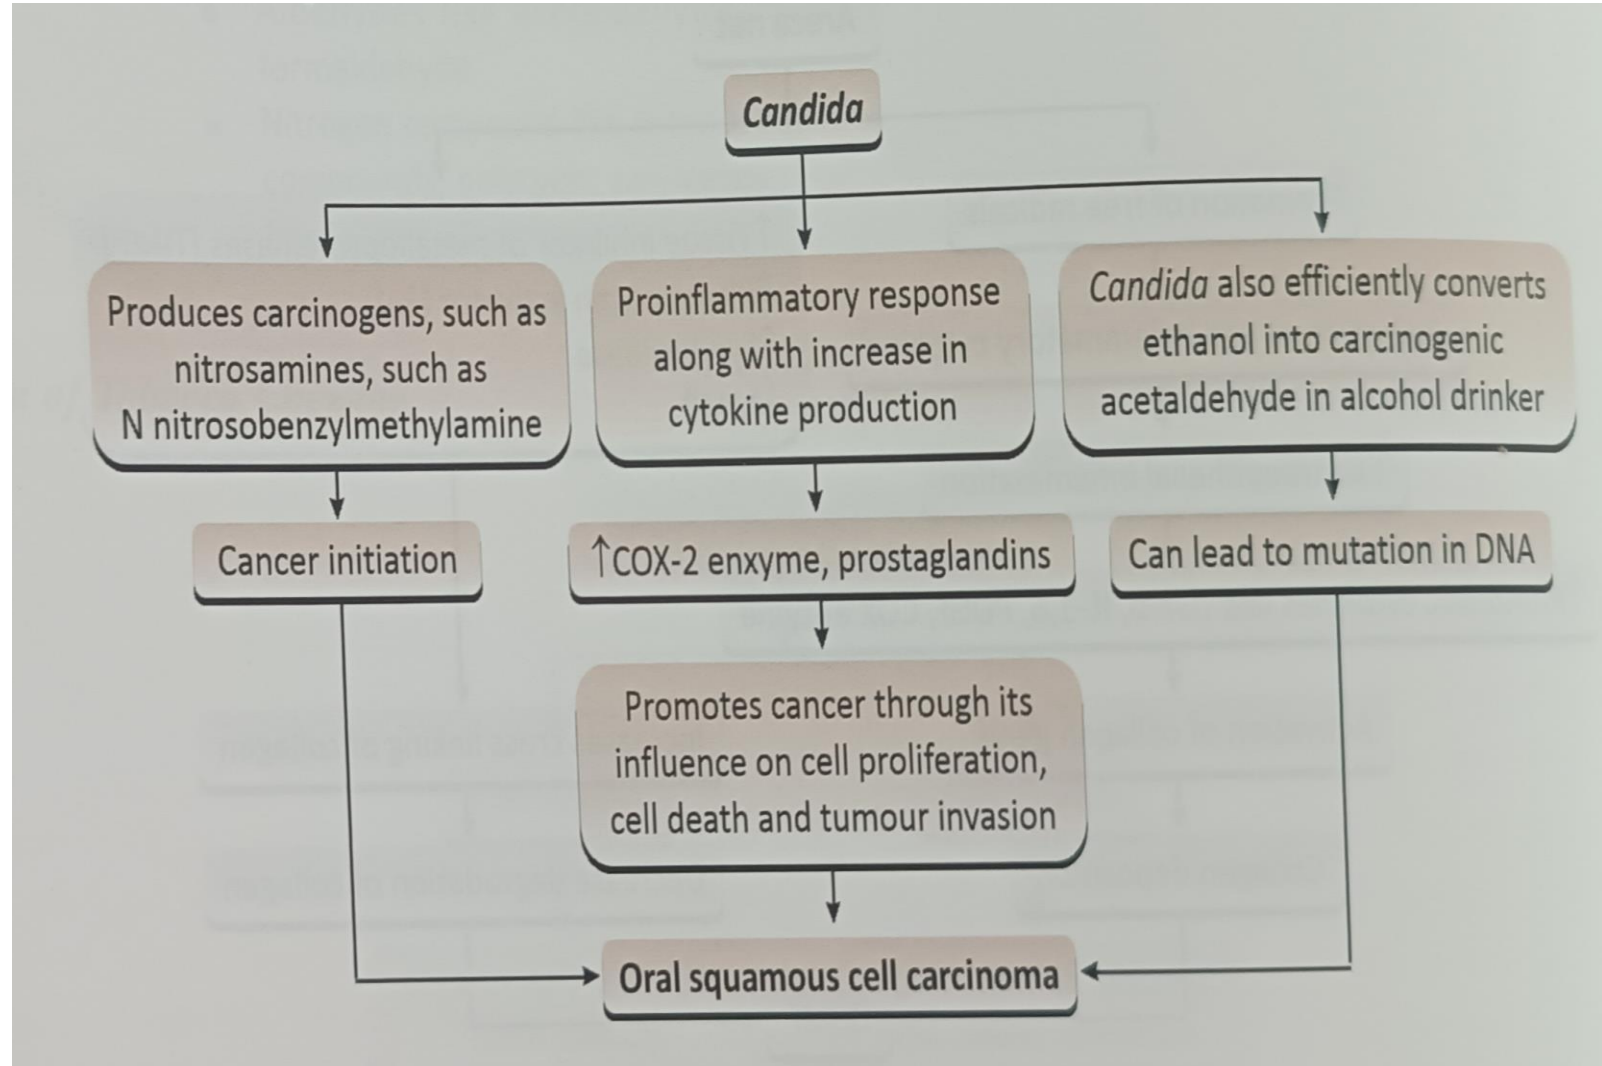 Candida
Produces carcinogens, such as
nitrosamines, such as
N nitrosobenzylmethylamine
Proinflammatory response
along with increase in
cytokine production
Candida also efficiently converts
ethanol into carcinogenic
acetaldehyde in alcohol drinker
Cancer initiation
↑COX-2 enxyme, prostaglandins
Can lead to mutation in DNA
Promotes cancer through its
influence on cell proliferation,
cell death and tumour invasion
Oral squamous cell carcinoma